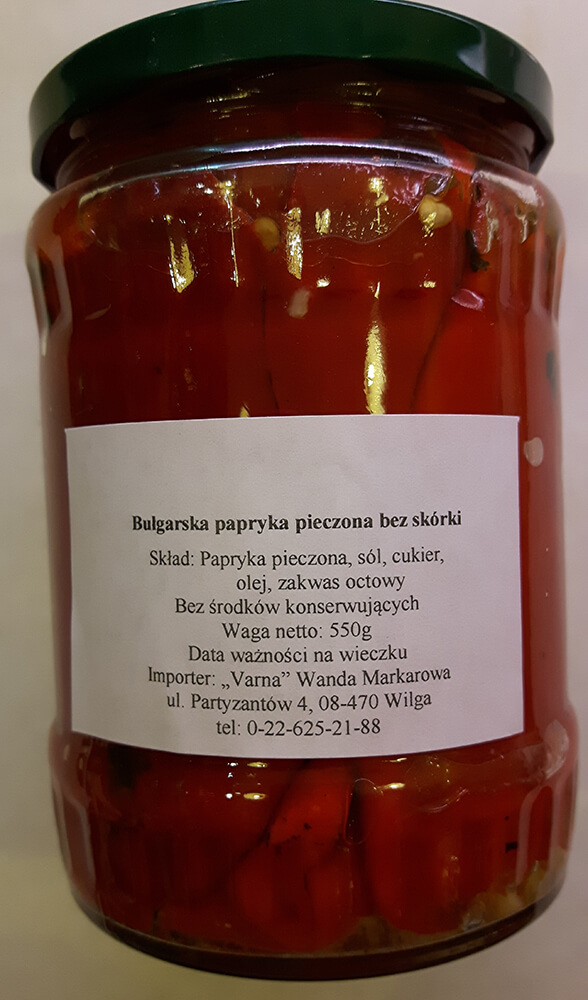 Bułgarska papryka pieczona bez skórki
Skład: Papryka pieczona, sól, cukier,
olej, zakwas octowy
Bez środków konserwujących
Waga netto: 550g
Data ważności na wieczku
Importer: „Varna” Wanda Markarowa
ul. Partyzantów 4, 08-470 Wilga
tel: 0-22-625-21-88